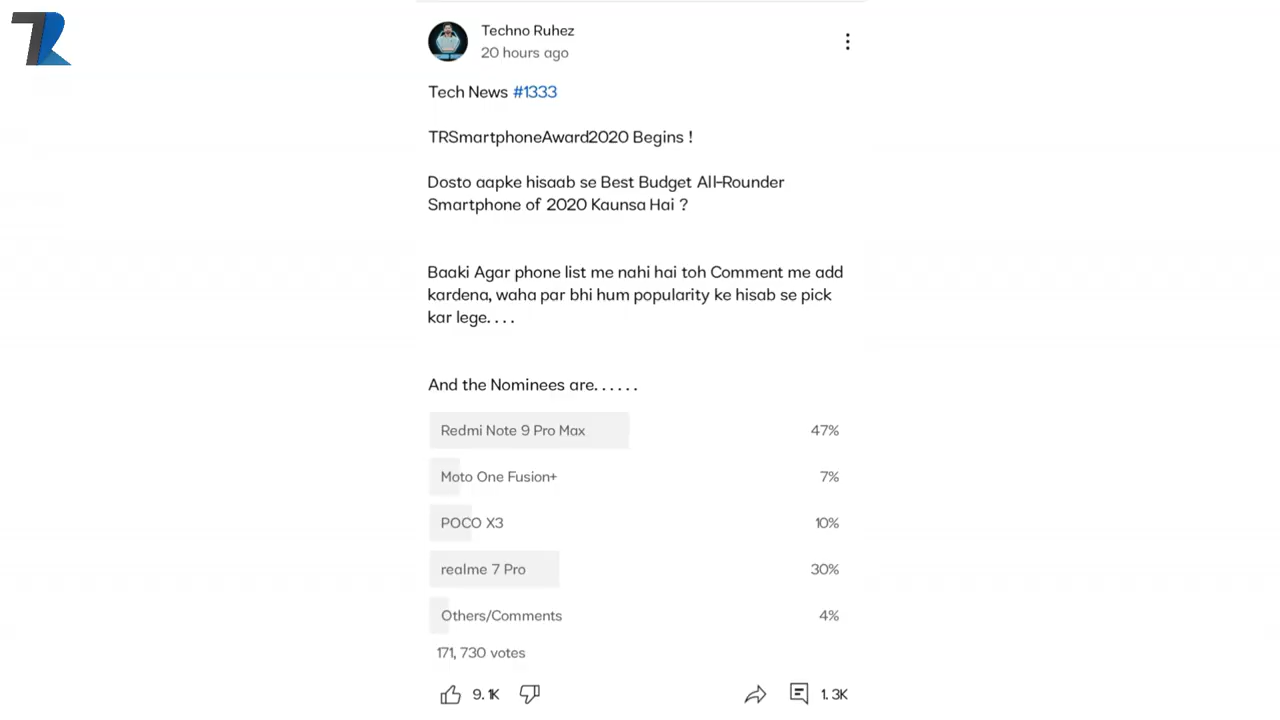 TR
Techno Ruhez
20 hours ago
Tech News #1333
TRSmartphoneAward2020 Begins !
Dosto aapke hisaab se Best Budget All-Rounder
Smartphone of 2020 Kaunsa Hai ?
Baaki Agar phone list me nahi hai toh Comment me add
kardena, waha par bhi hum popularity ke hisab se pick
kar lege. . . .
And the Nominees are. . . . . .
Redmi Note 9 Pro Max 47%
Moto One Fusion+ 7%
POCO X3 10%
realme 7 Pro 30%
Others/Comments 4%
171, 730 votes
9. 1K 1. 3K